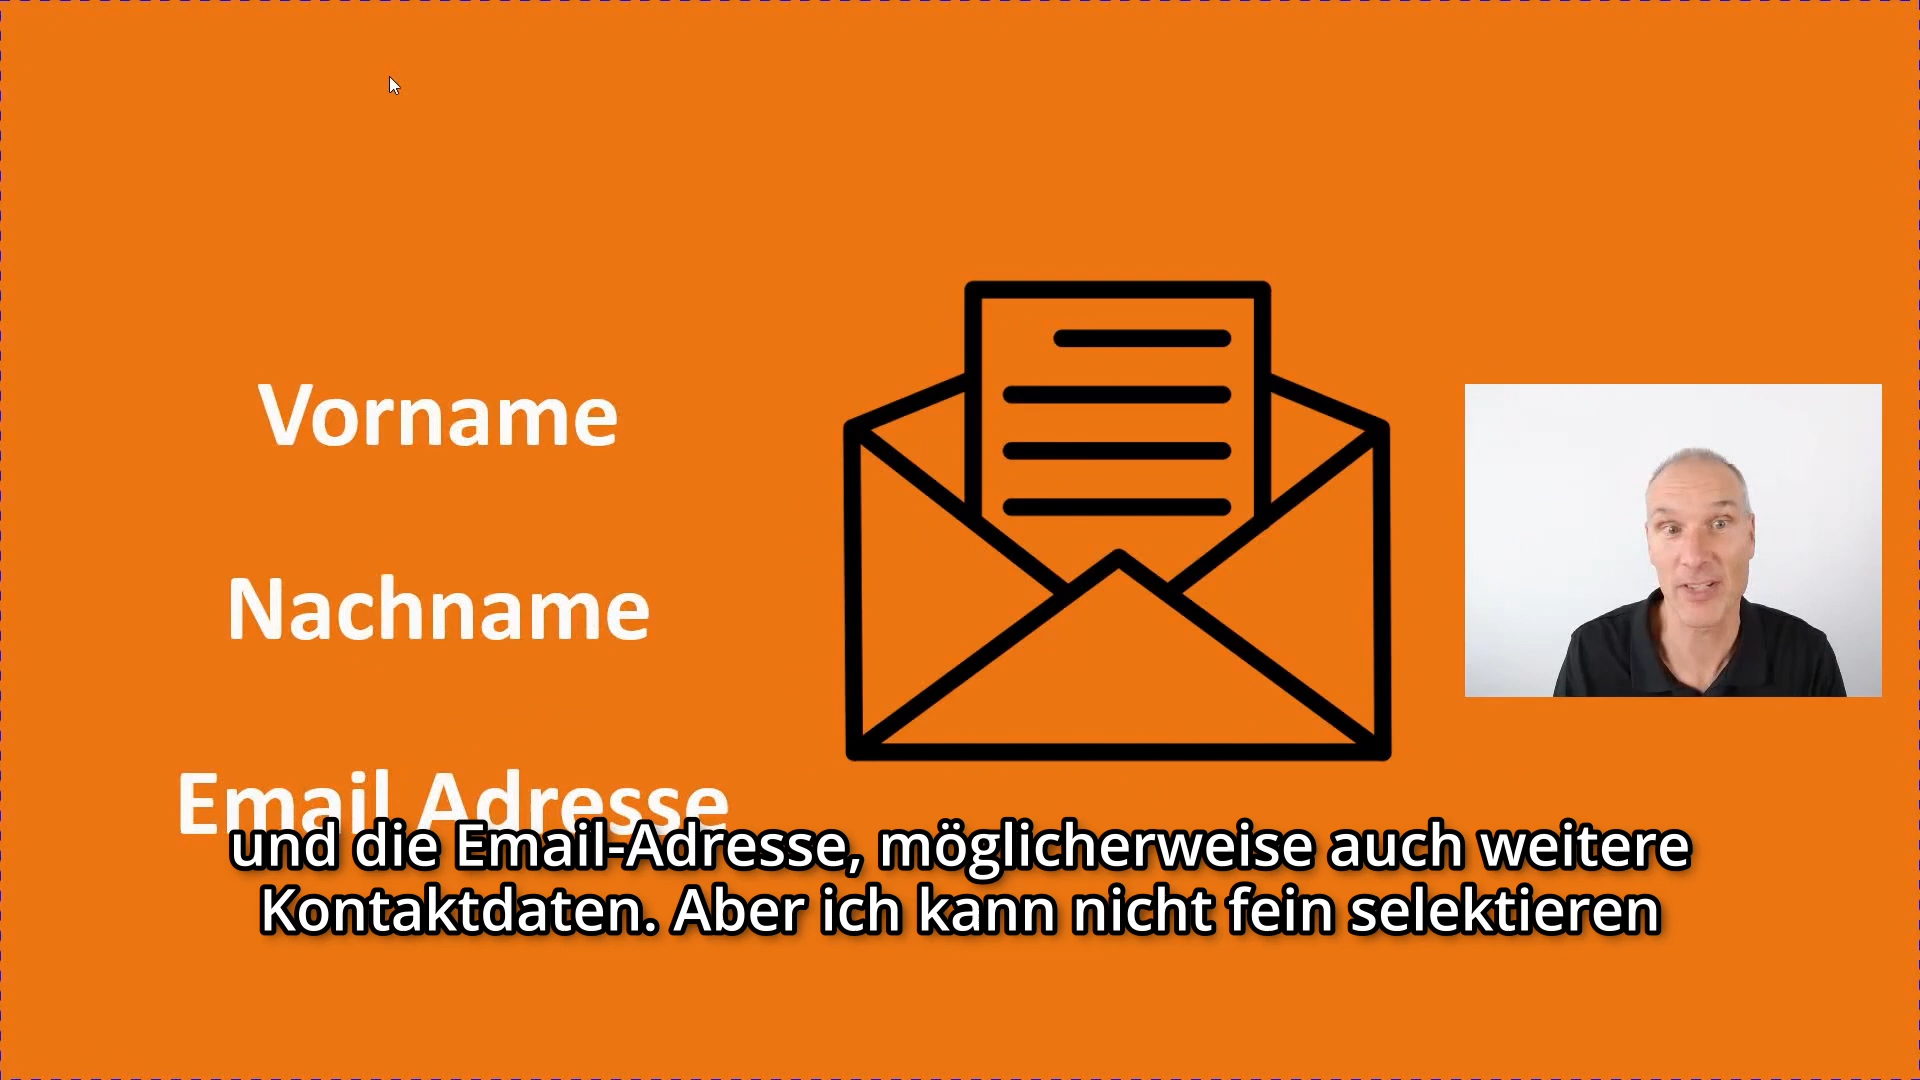 Vorname
Nachname
Email Adresse
und die Email-Adresse, möglicherweise auch weitere
Kontaktdaten. Aber ich kann nicht fein selektieren